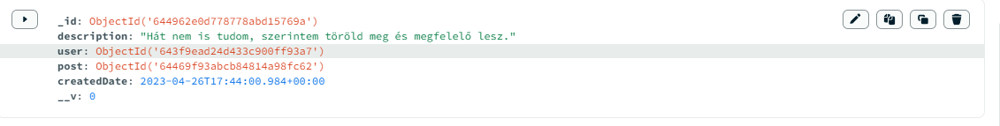 _id: ObjectId('644962e0d778778abd15769a')
description: "Hát nem is tudom, szerintem töröld meg és megfelelő lesz."
user: ObjectId('643f9ead24d433c900ff93a7')
post: ObjectId('64469f93abcb84814a98fc62')
createdDate: 2023-04-26T17:44:00.984+00:00
__v: 0